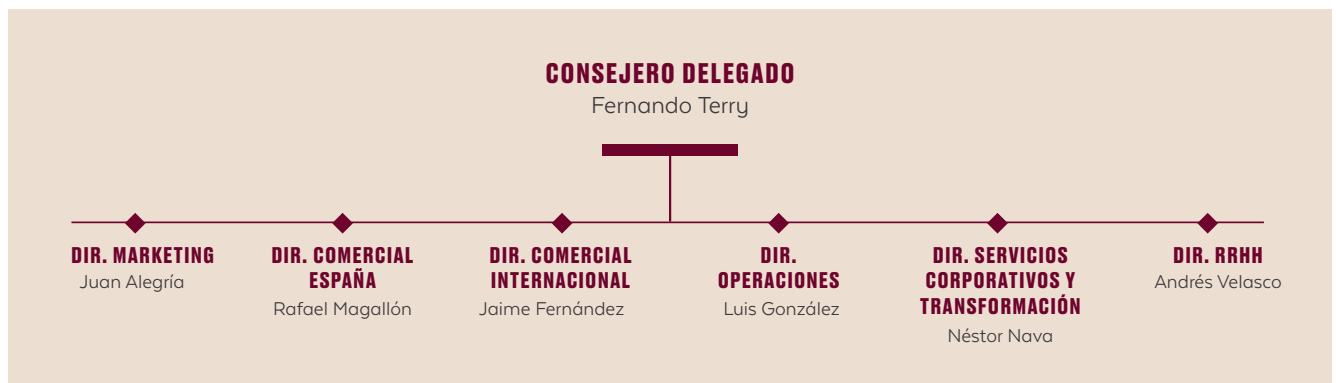 CONSEJERO DELEGADO
Fernando Terry
DIR. MARKETING
Juan Alegría
DIR. COMERCIAL
ESPAÑA
Rafael Magallón
DIR. COMERCIAL
INTERNACIONAL
Jaime Fernández
DIR.
OPERACIONES
Luis González
DIR. SERVICIOS
CORPORATIVOS Y
TRANSFORMACIÓN
Néstor Nava
DIR. RRHH
Andrés Velasco